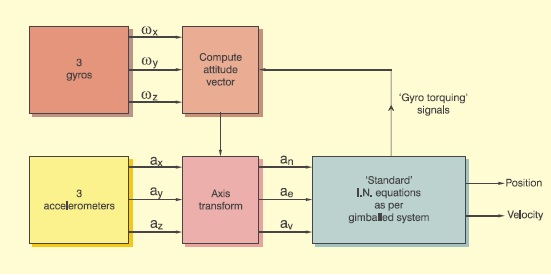 3
gyros
ωx
ωy
ωz
Compute
attitude
vector
'Gyro torquing'
signals
3
accelerometers
ax
ay
az
Axis
transform
an
ae
av
'Standard'
I.N. equations
as per
gimballed system
Position
Velocity